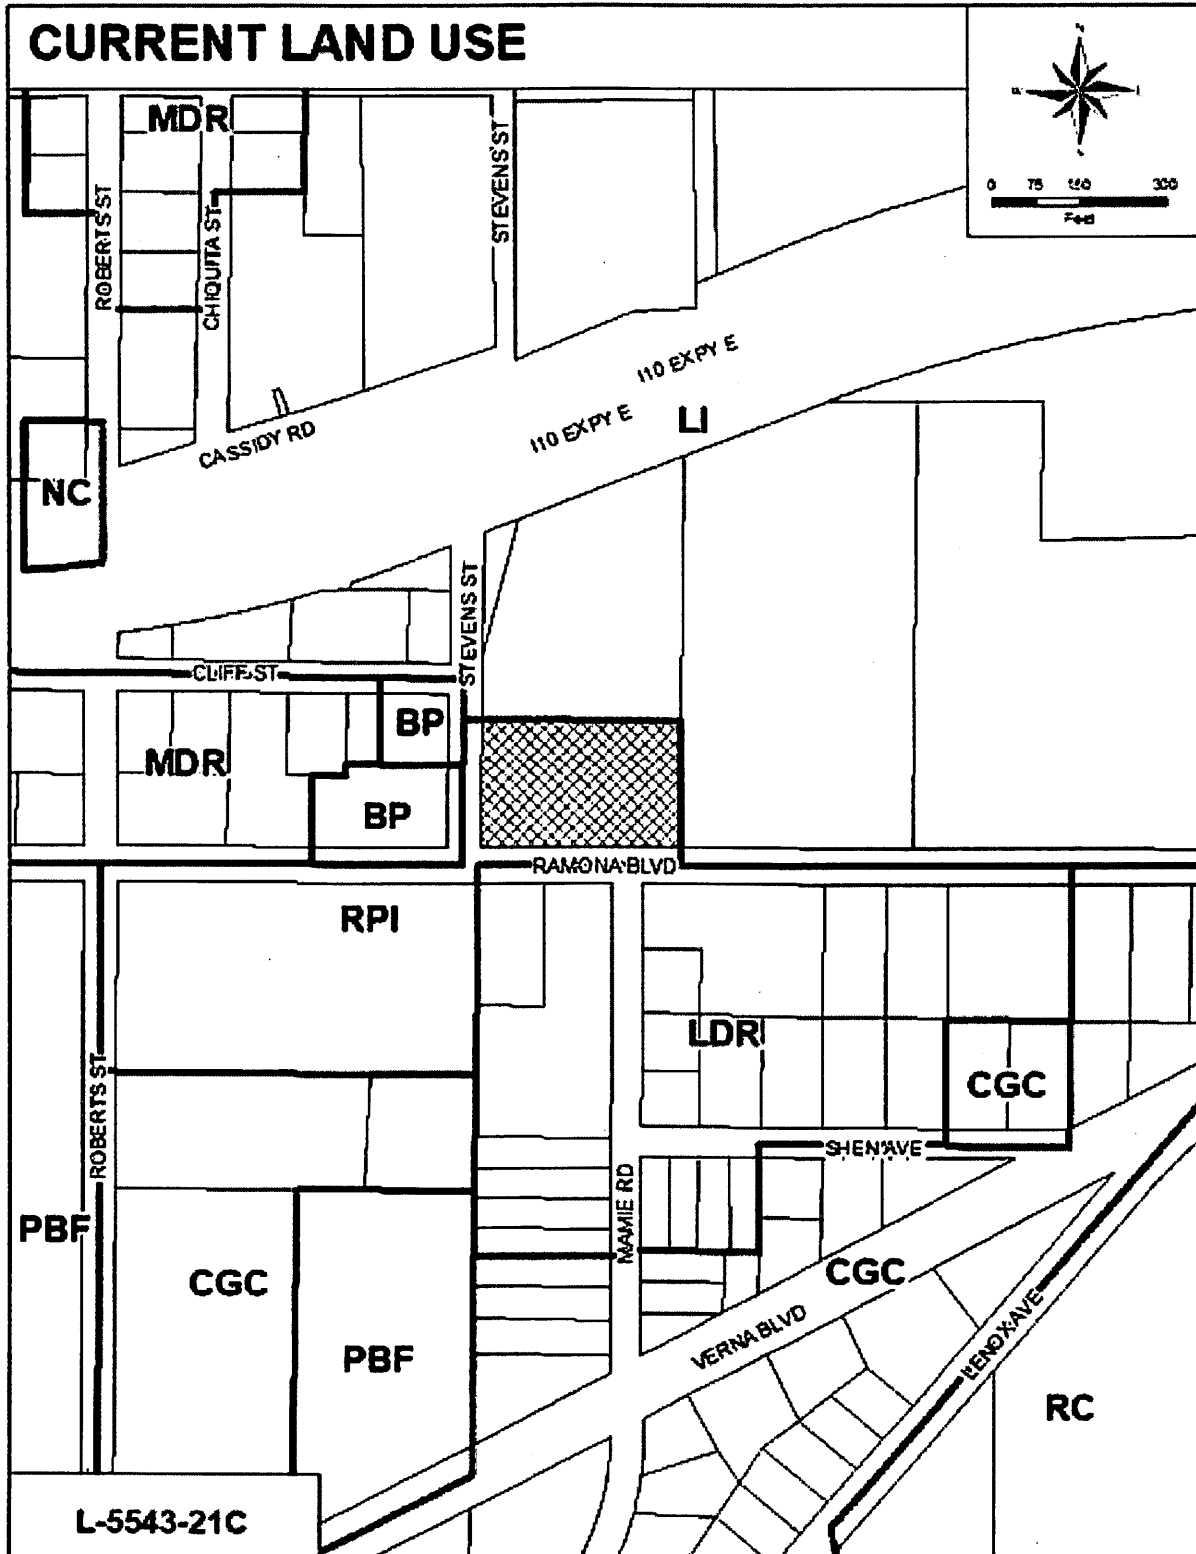 CURRENT LAND USE
0 75 150 300
Feet
MDR
ROBERTS ST
CHIQUITA ST
STEVENS ST
I10 EXPY E
I10 EXPY E
LI
CASSIDY RD
NC
STEVENS ST
CLIFF ST
BP
MDR
BP
RAMONA BLVD
RPI
LDR
ROBERTS ST
CGC
SHEN AVE
MAMIE RD
PBF
CGC
CGC
VERNA BLVD
LENOX AVE
PBF
RC
L-5543-21C